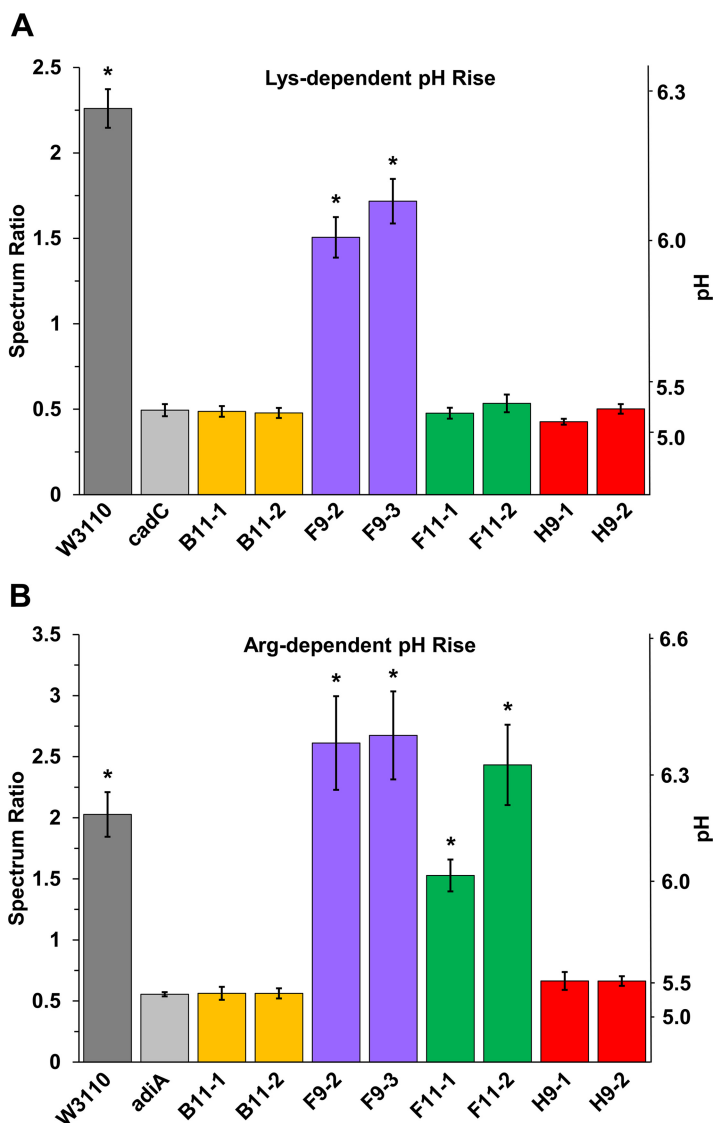 A
Lys-dependent pH Rise
Spectrum Ratio
2.5
2
1.5
1
0.5
0
*
*
*
6.3
6.0
5.5
5.0
pH
W3110
cadC
B11-1
B11-2
F9-2
F9-3
F11-1
F11-2
H9-1
H9-2
B
Arg-dependent pH Rise
Spectrum Ratio
3.5
3
2.5
2
1.5
1
0.5
0
*
*
*
*
*
6.6
6.3
6.0
5.5
5.0
pH
W3110
adiA
B11-1
B11-2
F9-2
F9-3
F11-1
F11-2
H9-1
H9-2